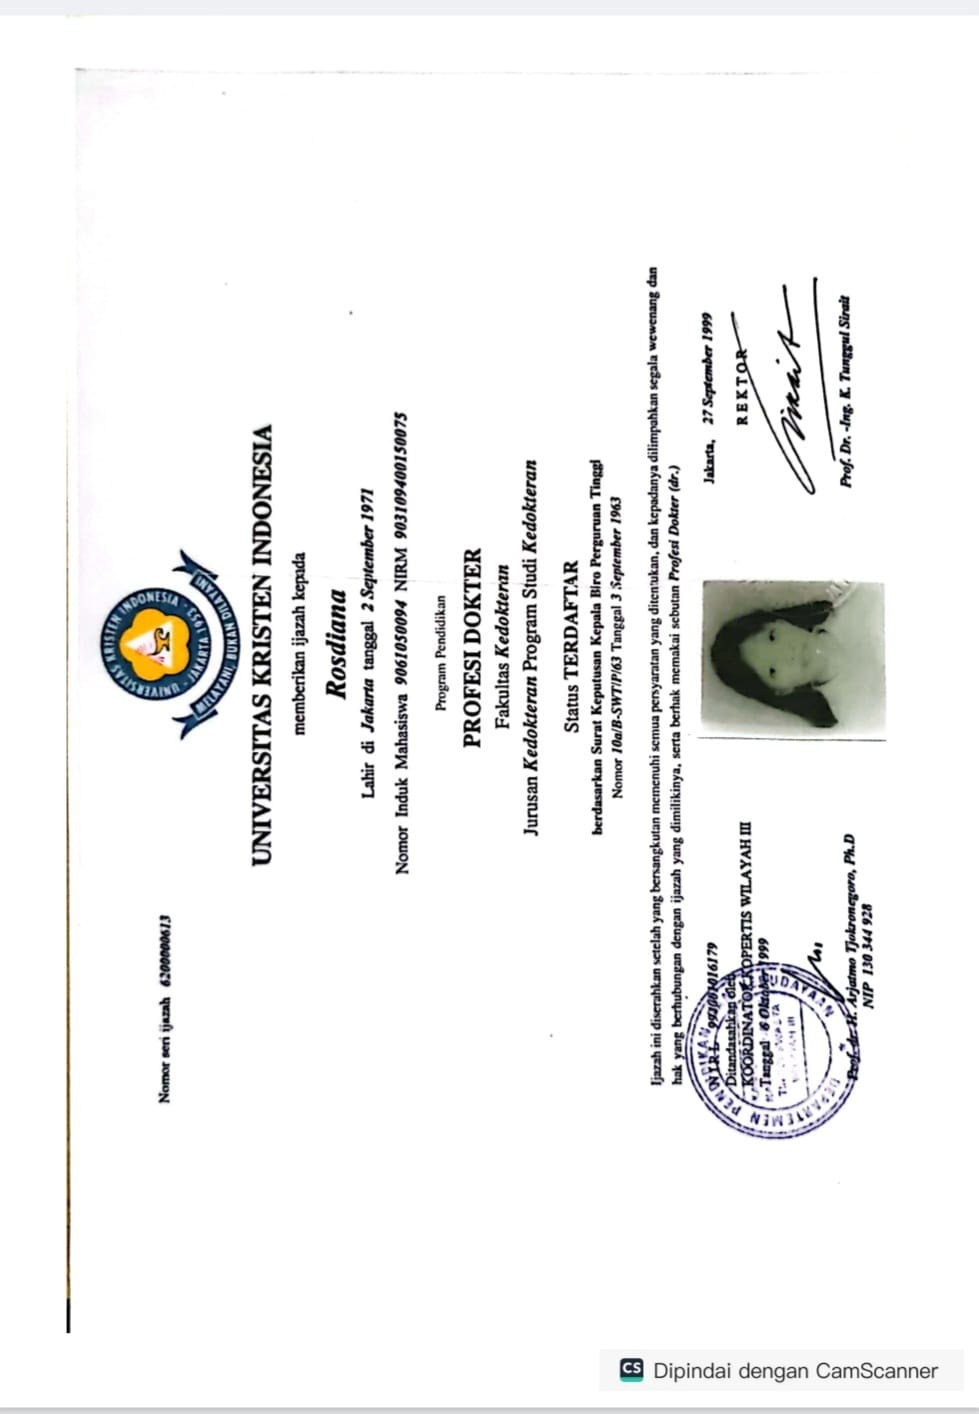 UNIVERSITAS KRISTEN INDONESIA - JAKARTA 1953
MELAYANI, BUKAN DILAYANI
Nomor seri ijazah 6200000613
UNIVERSITAS KRISTEN INDONESIA
memberikan ijazah kepada
Rosdiana
Lahir di Jakarta tanggal 2 September 1971
Nomor Induk Mahasiswa 9061050094 NIRM 903109400150075
Program Pendidikan
PROFESI DOKTER
Fakultas Kedokteran
Jurusan Kedokteran Program Studi Kedokteran
Status TERDAFTAR
berdasarkan Surat Keputusan Kepala Biro Perguruan Tinggi
Nomor 10a/B-SWT/P/63 Tanggal 3 September 1963
Ijazah ini diserahkan setelah yang bersangkutan memenuhi semua persyaratan yang ditentukan, dan kepadanya dilimpahkan segala wewenang dan
hak yang berhubungan dengan ijazah yang dimilikinya, serta berhak memakai sebutan Profesi Dokter (dr.)
Ditandasahkan oleh
KOORDINATOR KOPERTIS WILAYAH III
Tanggal 6 Oktober 1999
DEPARTEMEN PENDIDIKAN
Prof. dr. H. Arjatmo Tjokronegoro, Ph.D
NIP 130 344 928
Jakarta, 27 September 1999
REKTOR
Prof. Dr. -Ing. K. Tunggul Sirait
CS Dipindai dengan CamScanner